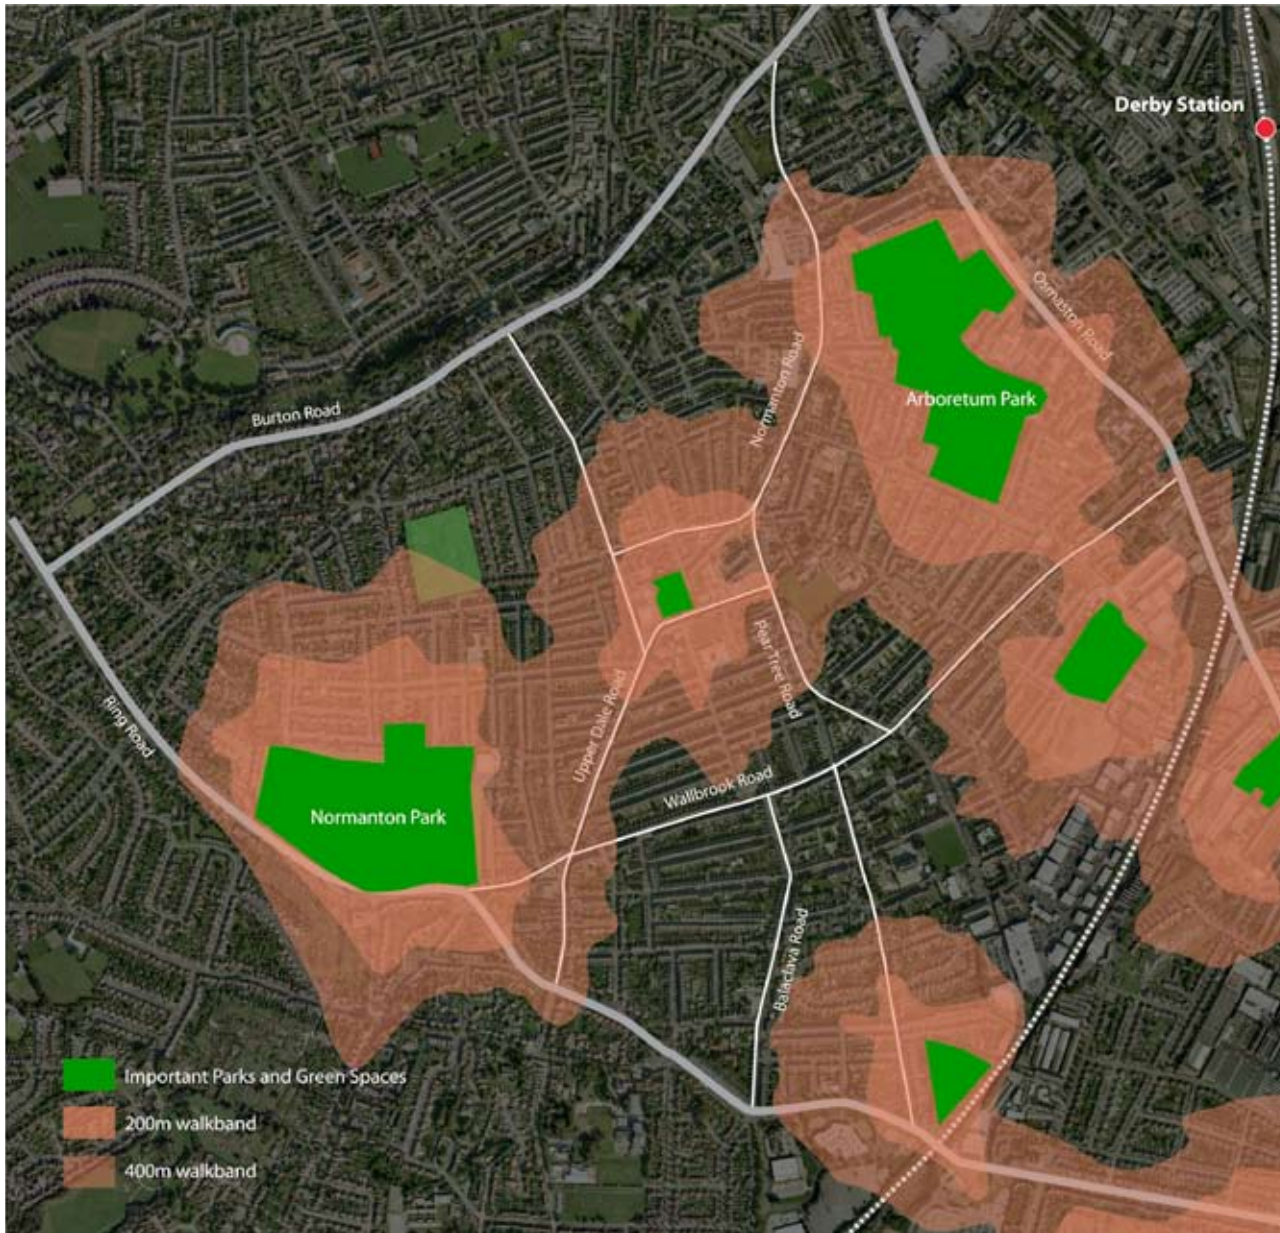 Derby Station
Osmaston Road
Normanton Road
Arboretum Park
Burton Road
Pear Tree Road
Upper Dale Road
Ring Road
Wallbrook Road
Normanton Park
Balaclava Road
Important Parks and Green Spaces
200m walkband
400m walkband